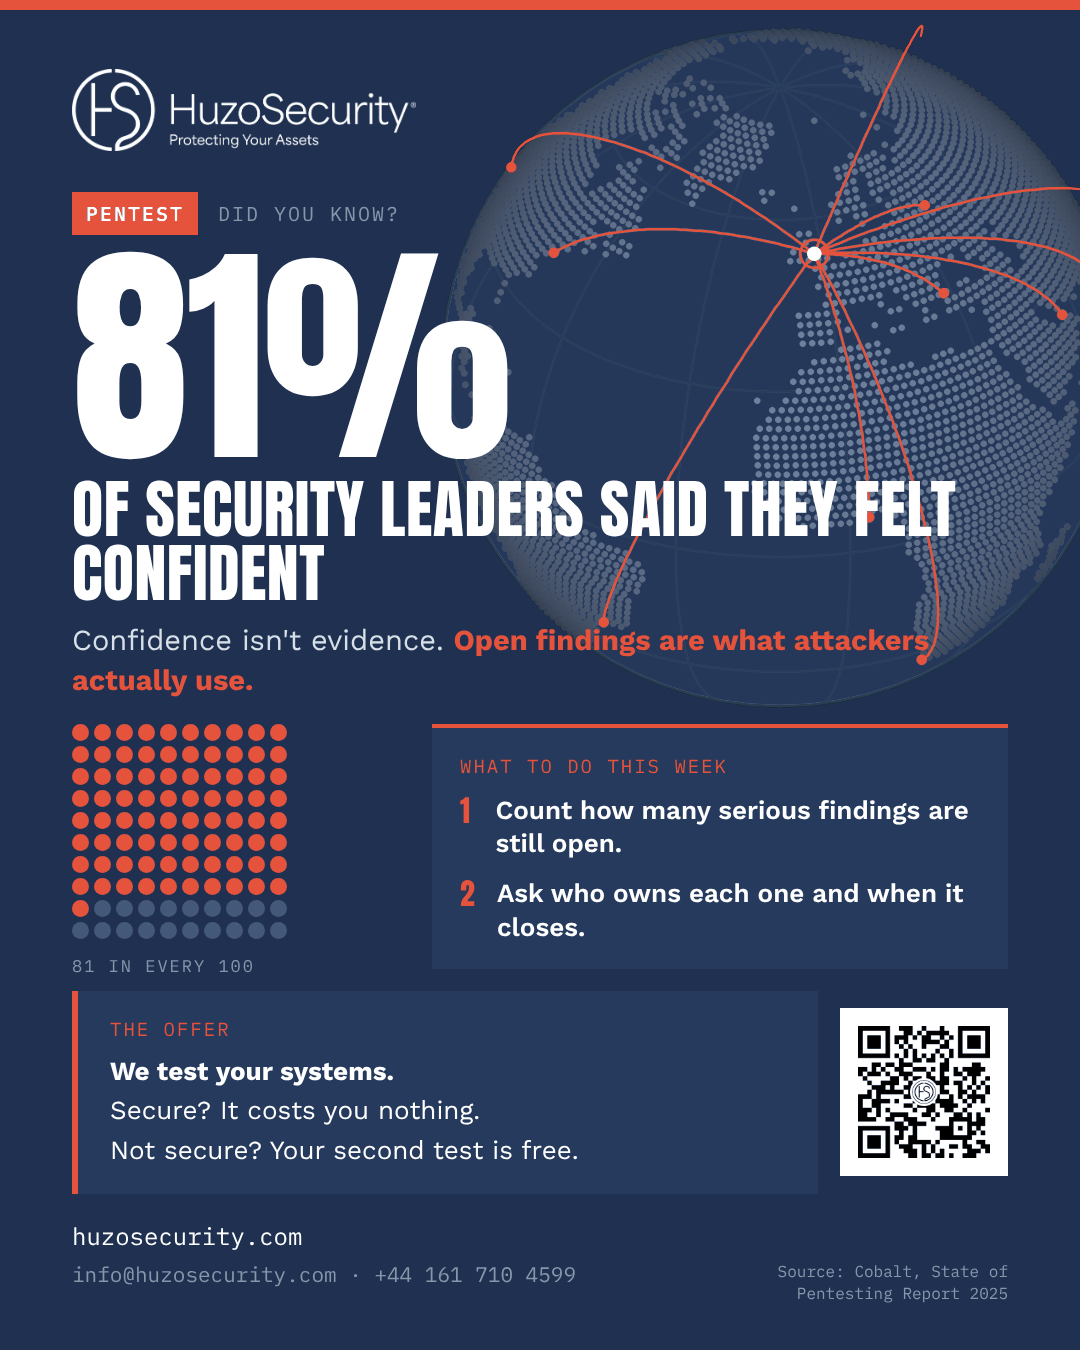 HS
HuzoSecurity®
Protecting Your Assets
PENTEST DID YOU KNOW?
81%
OF SECURITY LEADERS SAID THEY FELT
CONFIDENT
Confidence isn't evidence. Open findings are what attackers
actually use.
81 IN EVERY 100
WHAT TO DO THIS WEEK
1 Count how many serious findings are
still open.
2 Ask who owns each one and when it
closes.
THE OFFER
We test your systems.
Secure? It costs you nothing.
Not secure? Your second test is free.
HS
huzosecurity.com
info@huzosecurity.com · +44 161 710 4599
Source: Cobalt, State of
Pentesting Report 2025